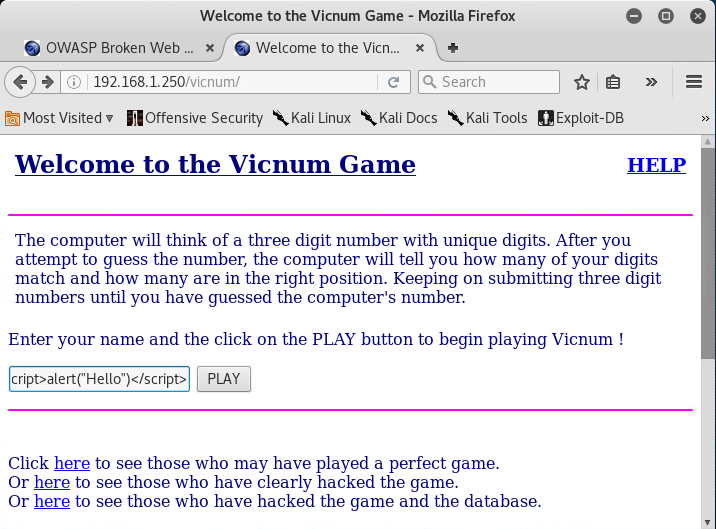 Welcome to the Vicnum Game - Mozilla Firefox
OWASP Broken Web ...
Welcome to the Vicn...
192.168.1.250/vicnum/
Search
Most Visited
Offensive Security
Kali Linux
Kali Docs
Kali Tools
Exploit-DB
Welcome to the Vicnum Game
HELP
The computer will think of a three digit number with unique digits. After you
attempt to guess the number, the computer will tell you how many of your digits
match and how many are in the right position. Keeping on submitting three digit
numbers until you have guessed the computer's number.
Enter your name and the click on the PLAY button to begin playing Vicnum !
cript>alert("Hello")</script>
PLAY
Click here to see those who may have played a perfect game.
Or here to see those who have clearly hacked the game.
Or here to see those who have hacked the game and the database.